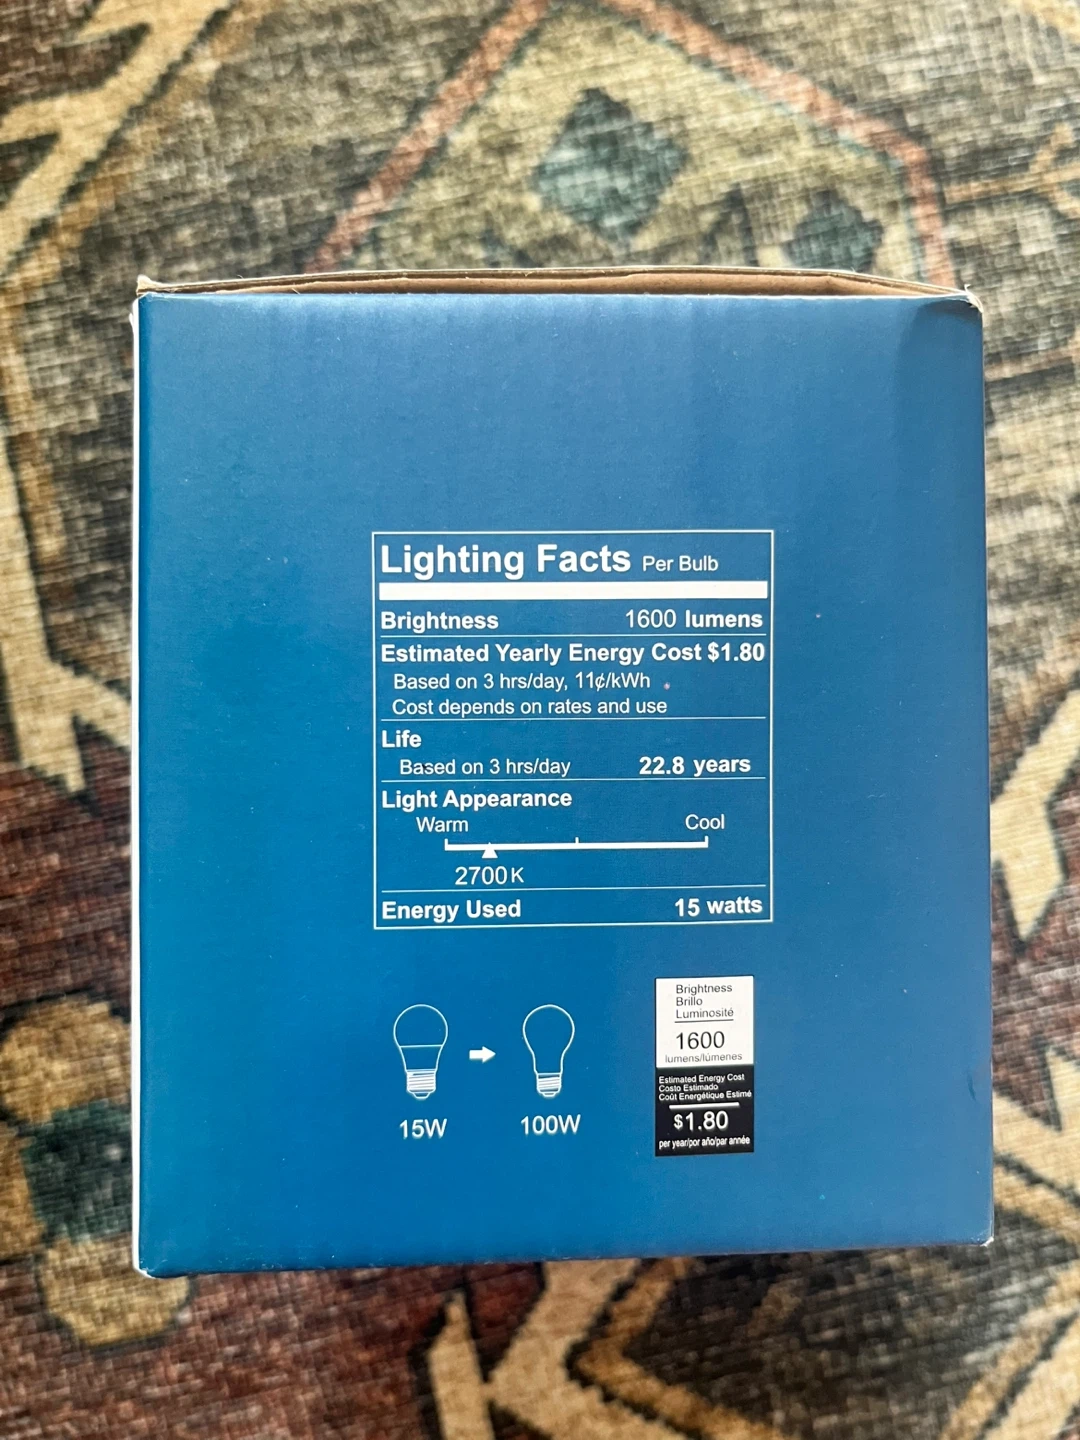 Lighting Facts Per Bulb
Brightness 1600 lumens
Estimated Yearly Energy Cost $1.80
Based on 3 hrs/day, 11¢/kWh
Cost depends on rates and use
Life
Based on 3 hrs/day 22.8 years
Light Appearance
Warm Cool
2700K
Energy Used 15 watts
15W 100W
Brightness
Brillo
Luminosité
1600
lumens/lúmenes
Estimated Energy Cost
Costo Estimado
Coût Energétique Estimé
$1.80
per year/por año/par année